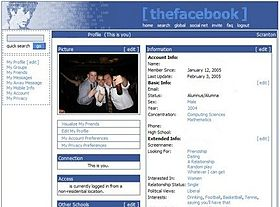 [ thefacebook ]
home search global social net invite faq logout
quick search go
My Profile [ edit ]
My Groups
My Friends
My Messages
My Away Message
My Mobile Info
My Account
My Privacy
Profile (This is you)
Scranton
Picture [ edit ]
Visualize My Friends
Edit My Profile
My Account Preferences
My Privacy Preferences
Connection
This is you.
Access
is currently logged in from a
non-residential location.
Other Schools [ edit ]
Information [ edit ]
Account Info:
Name:
Member Since: January 12, 2005
Last Update: February 3, 2005
Basic Info: [ edit ]
Email:
Status: Alumnus/Alumna
Sex: Male
Year: 2004
Concentration: Computing Sciences
Mathematics
Phone:
High School:
Extended Info: [ edit ]
Screenname:
Looking For: Friendship
Dating
A Relationship
Random play
Whatever I can get
Interested In: Women
Relationship Status: Single
Political Views: Liberal
Interests: Drinking, Football, Basketball, Tennis,
saying you'll have that